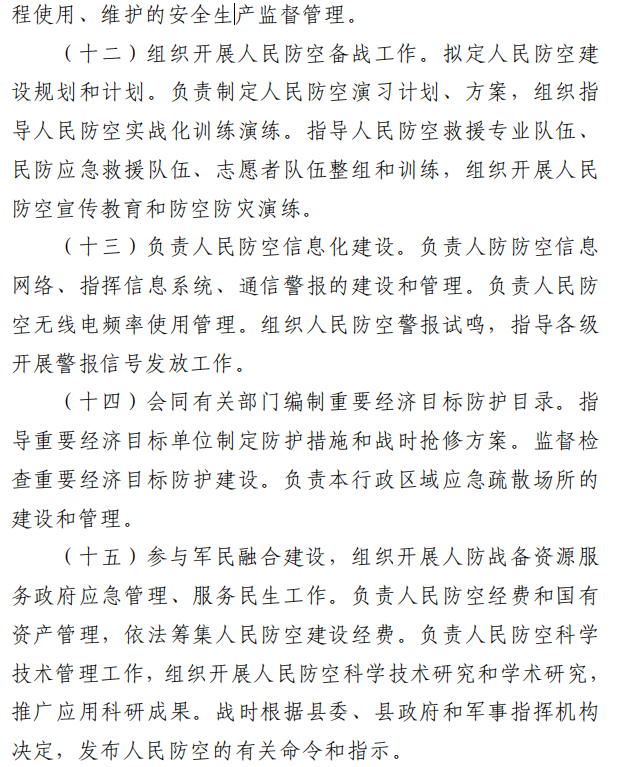 程使用、维护的安全生产监督管理。
（十二）组织开展人民防空备战工作。拟定人民防空建
设规划和计划。负责制定人民防空演习计划、方案，组织指
导人民防空实战化训练演练。指导人民防空救援专业队伍、
民防应急救援队伍、志愿者队伍整组和训练，组织开展人民
防空宣传教育和防空防灾演练。
（十三）负责人民防空信息化建设。负责人防防空信息
网络、指挥信息系统、通信警报的建设和管理。负责人民防
空无线电频率使用管理。组织人民防空警报试鸣，指导各级
开展警报信号发放工作。
（十四）会同有关部门编制重要经济目标防护目录。指
导重要经济目标单位制定防护措施和战时抢修方案。监督检
查重要经济目标防护建设。负责本行政区域应急疏散场所的
建设和管理。
（十五）参与军民融合建设，组织开展人防战备资源服
务政府应急管理、服务民生工作。负责人民防空经费和国有
资产管理，依法筹集人民防空建设经费。负责人民防空科学
技术管理工作，组织开展人民防空科学技术研究和学术研究，
推广应用科研成果。战时根据县委、县政府和军事指挥机构
决定，发布人民防空的有关命令和指示。